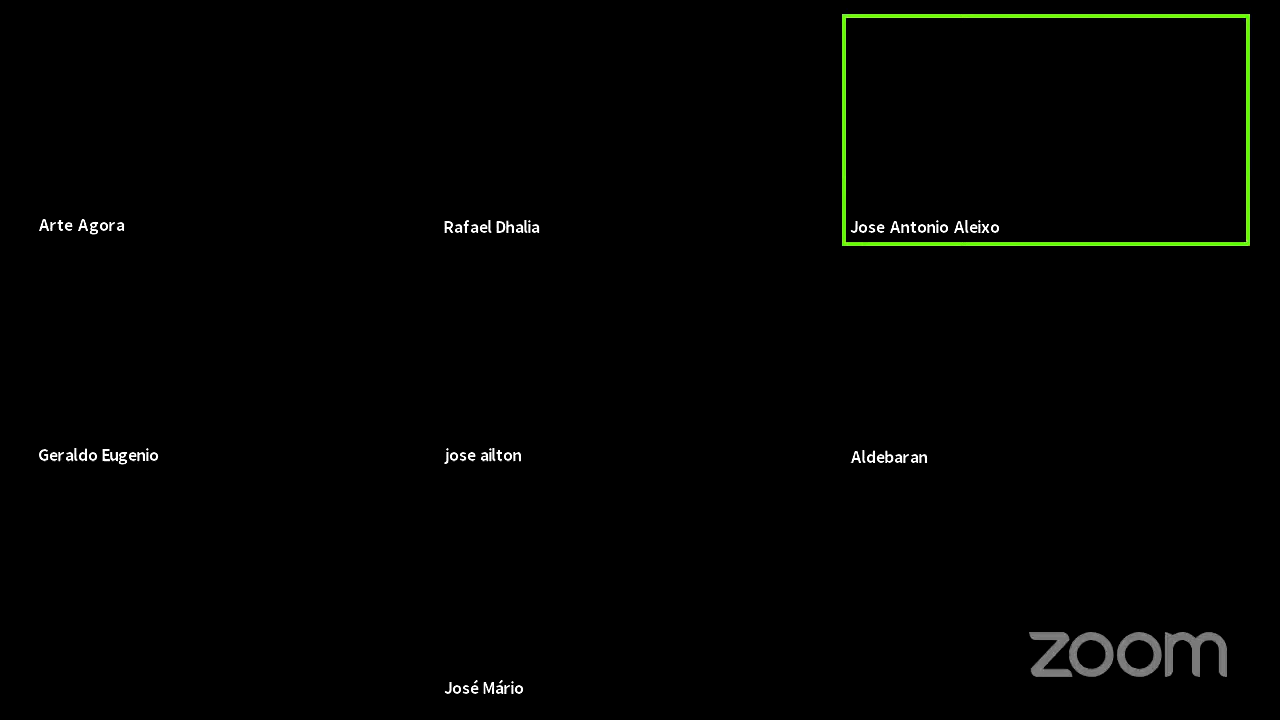 Arte Agora
Rafael Dhalia
Jose Antonio Aleixo
Geraldo Eugenio
jose ailton
Aldebaran
José Mário
zoom